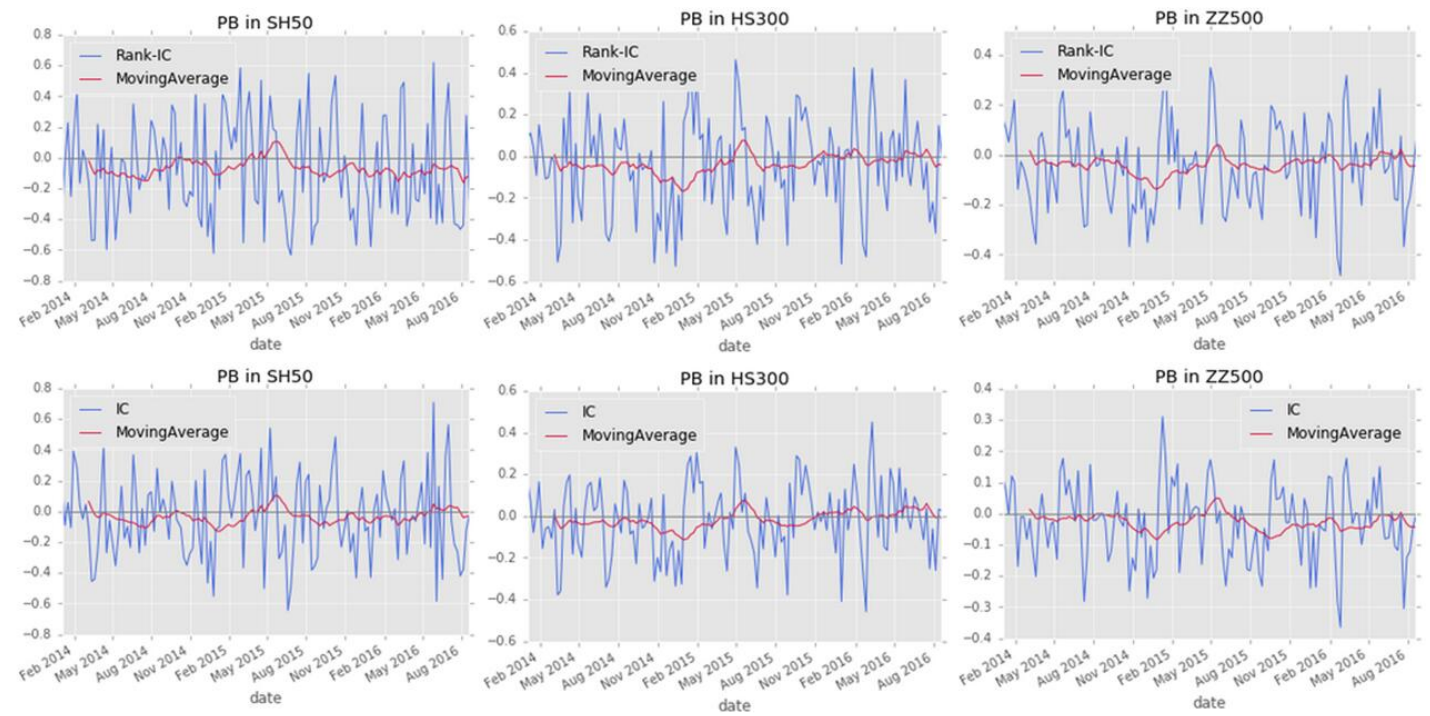 PB in SH50
0.8
0.6
0.4
0.2
0.0
−0.2
−0.4
−0.6
−0.8
Rank-IC
MovingAverage
Feb 2014 May 2014 Aug 2014 Nov 2014 Feb 2015 May 2015 Aug 2015 Nov 2015 Feb 2016 May 2016 Aug 2016
date
PB in HS300
0.6
0.4
0.2
0.0
−0.2
−0.4
−0.6
Rank-IC
MovingAverage
Feb 2014 May 2014 Aug 2014 Nov 2014 Feb 2015 May 2015 Aug 2015 Nov 2015 Feb 2016 May 2016 Aug 2016
date
PB in ZZ500
0.4
0.2
0.0
−0.2
−0.4
Rank-IC
MovingAverage
Feb 2014 May 2014 Aug 2014 Nov 2014 Feb 2015 May 2015 Aug 2015 Nov 2015 Feb 2016 May 2016 Aug 2016
date
PB in SH50
0.8
0.6
0.4
0.2
0.0
−0.2
−0.4
−0.6
−0.8
IC
MovingAverage
Feb 2014 May 2014 Aug 2014 Nov 2014 Feb 2015 May 2015 Aug 2015 Nov 2015 Feb 2016 May 2016 Aug 2016
date
PB in HS300
0.6
0.4
0.2
0.0
−0.2
−0.4
−0.6
IC
MovingAverage
Feb 2014 May 2014 Aug 2014 Nov 2014 Feb 2015 May 2015 Aug 2015 Nov 2015 Feb 2016 May 2016 Aug 2016
date
PB in ZZ500
0.4
0.3
0.2
0.1
0.0
−0.1
−0.2
−0.3
−0.4
IC
MovingAverage
Feb 2014 May 2014 Aug 2014 Nov 2014 Feb 2015 May 2015 Aug 2015 Nov 2015 Feb 2016 May 2016 Aug 2016
date